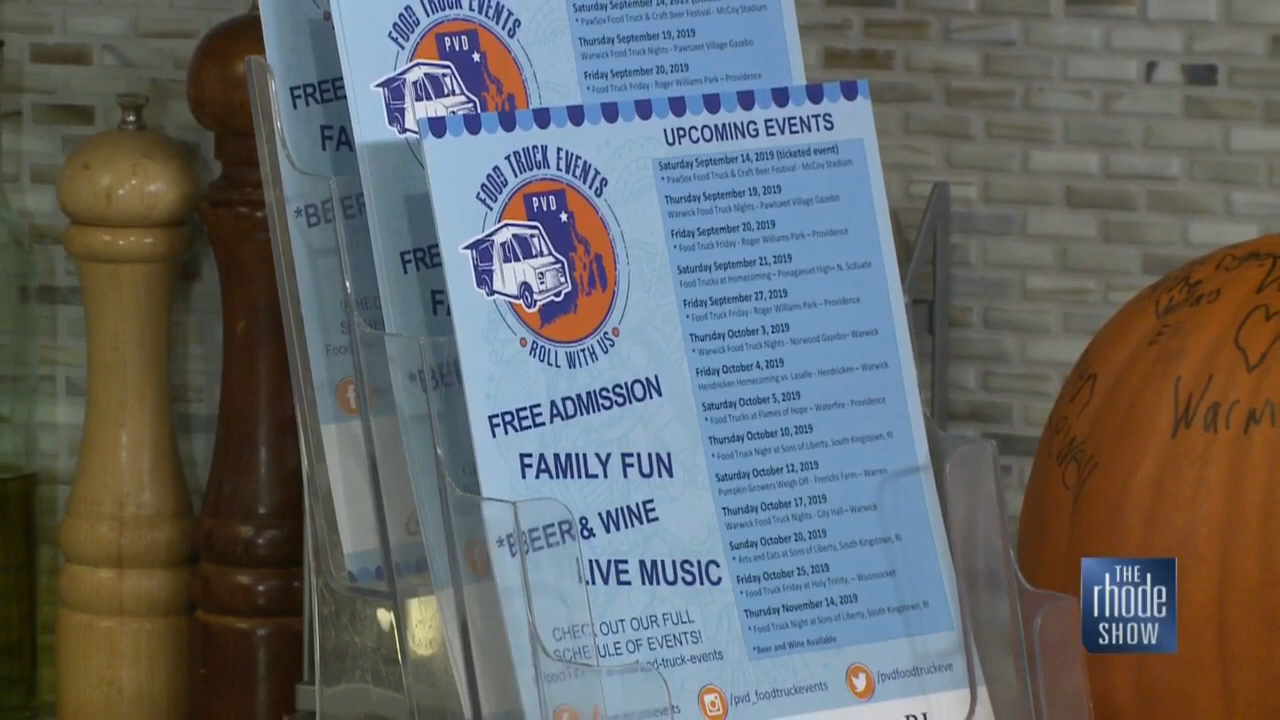 FOOD TRUCK EVENTS
PVD
FREE
FA
*BEER
FOOD TRUCK EVENTS
PVD
FREE
FA
Saturday September 14, 2019
* PawSox Food Truck & Craft Beer Festival - McCoy Stadium
Thursday September 19, 2019
Warwick Food Truck Nights - Pawtuxet Village Gazebo
Friday September 20, 2019
* Food Truck Friday - Roger Williams Park – Providence
FOOD TRUCK EVENTS
PVD
• ROLL WITH US •
FREE ADMISSION
FAMILY FUN
*BEER & WINE
LIVE MUSIC
CHECK OUT OUR FULL
SCHEDULE OF EVENTS!
food-truck-events
/pvd_foodtruckevents
/pvdfoodtruckeve
UPCOMING EVENTS
Saturday September 14, 2019 (ticketed event)
* PawSox Food Truck & Craft Beer Festival - McCoy Stadium
Thursday September 19, 2019
Warwick Food Truck Nights - Pawtuxet Village Gazebo
Friday September 20, 2019
* Food Truck Friday - Roger Williams Park – Providence
Saturday September 21, 2019
Food Trucks at Homecoming – Ponaganset High– N. Scituate
Friday September 27, 2019
* Food Truck Friday - Roger Williams Park – Providence
Thursday October 3, 2019
* Warwick Food Truck Nights - Norwood Gazebo– Warwick
Friday October 4, 2019
Hendricken Homecoming vs. Lasalle - Hendricken – Warwick
Saturday October 5, 2019
* Food Trucks at Flames of Hope – Waterfire - Providence
Thursday October 10, 2019
* Food Truck Night at Sons of Liberty, South Kingstown, RI
Saturday October 12, 2019
Pumpkin Growers Weigh Off - Frerichs Farm – Warren
Thursday October 17, 2019
Warwick Food Truck Nights - City Hall – Warwick
Sunday October 20, 2019
* Arts and Eats at Sons of Liberty, South Kingstown, RI
Friday October 25, 2019
* Food Truck Friday at Holy Trinity, – Woonsocket
Thursday November 14, 2019
* Food Truck Night at Sons of Liberty, South Kingstown, RI
*Beer and Wine Available
Warm
THE
rhode
SHOW